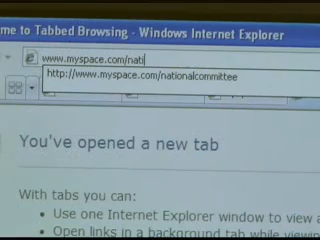 me to Tabbed Browsing - Windows Internet Explorer
www.myspace.com/nati
http://www.myspace.com/nationalcommittee
You've opened a new tab
With tabs you can:
• Use one Internet Explorer window to view a
• Open links in a background tab while viewin